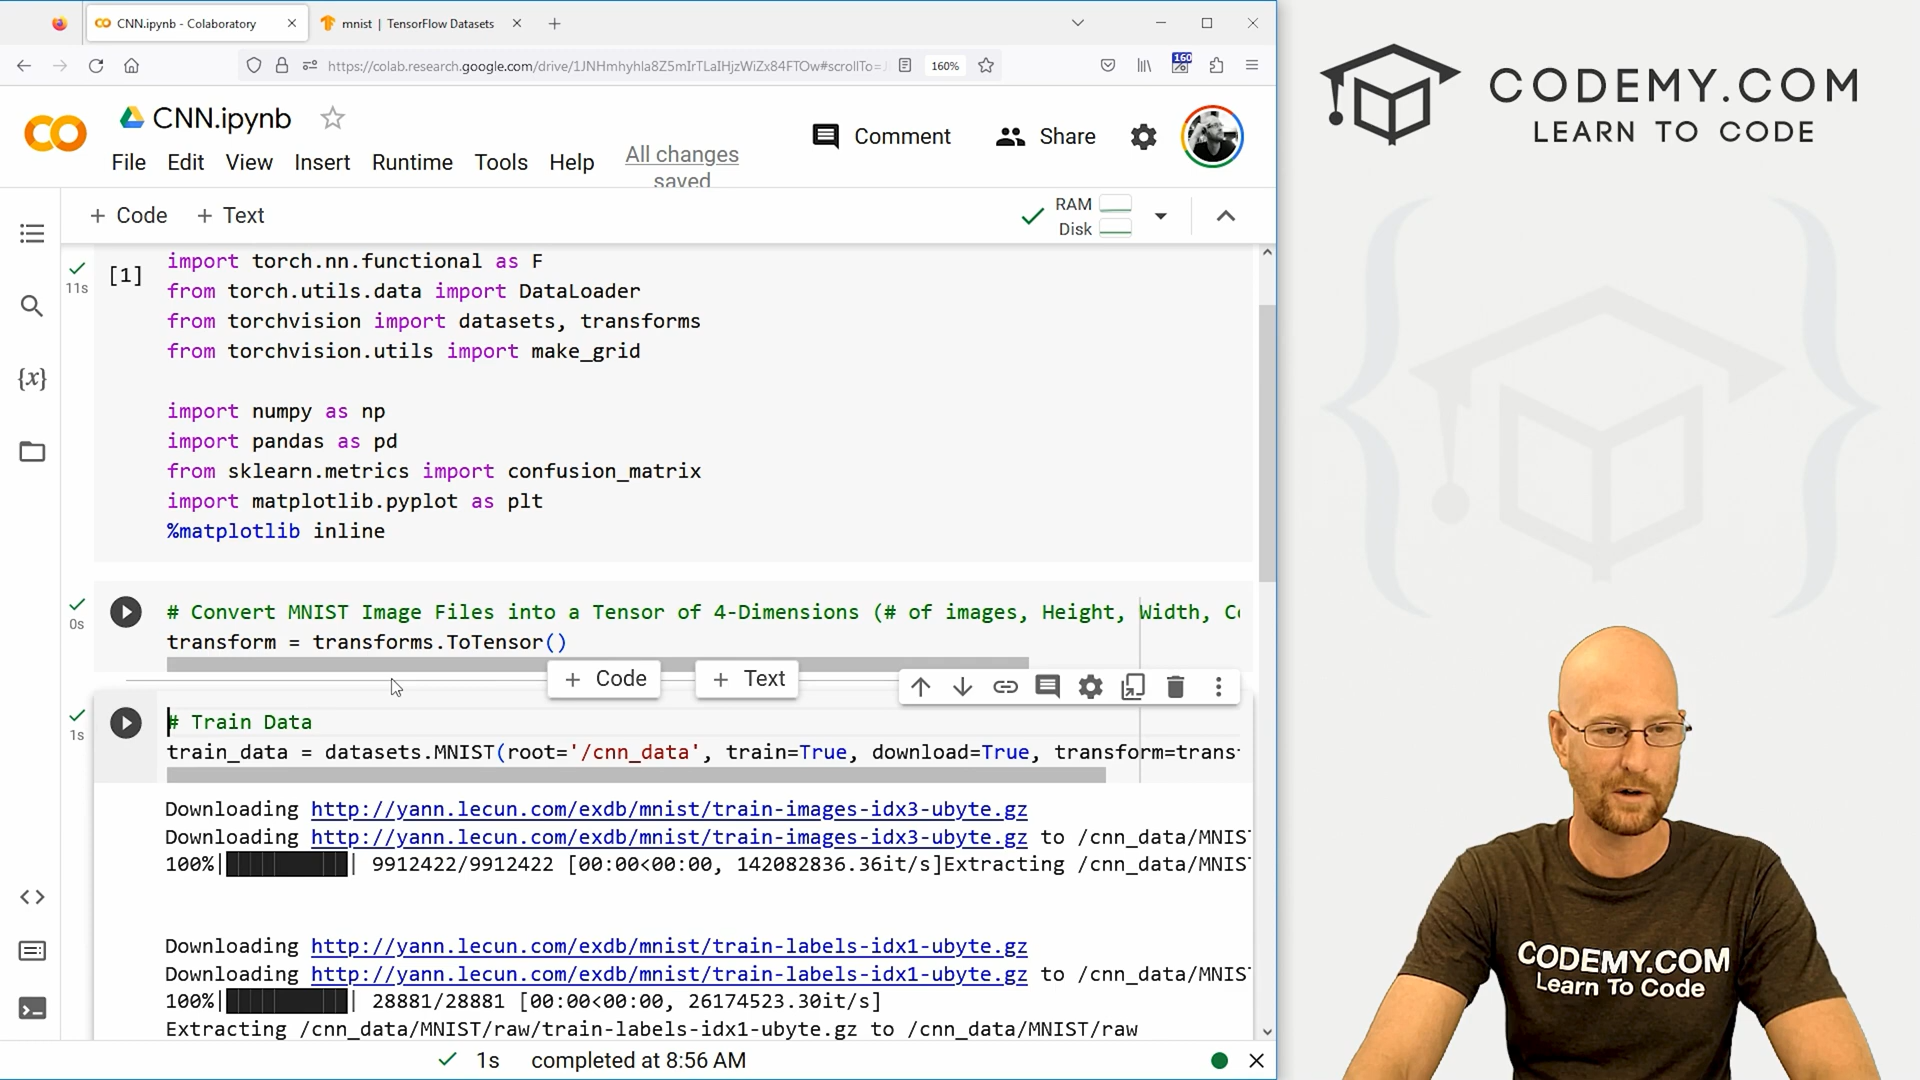 CNN.ipynb - Colaboratory
mnist | TensorFlow Datasets
https://colab.research.google.com/drive/1JNHmhyhla8Z5mIrTLaIHjzWiZx84FTOw#scrollTo=
160%
160
CNN.ipynb
Comment
Share
File Edit View Insert Runtime Tools Help
All changes
saved
+ Code + Text
RAM
Disk
[1]
11s
import torch.nn.functional as F
from torch.utils.data import DataLoader
from torchvision import datasets, transforms
from torchvision.utils import make_grid
import numpy as np
import pandas as pd
from sklearn.metrics import confusion_matrix
import matplotlib.pyplot as plt
%matplotlib inline
0s
# Convert MNIST Image Files into a Tensor of 4-Dimensions (# of images, Height, Width, Co
transform = transforms.ToTensor()
+ Code + Text
1s
# Train Data
train_data = datasets.MNIST(root='/cnn_data', train=True, download=True, transform=trans
Downloading http://yann.lecun.com/exdb/mnist/train-images-idx3-ubyte.gz
Downloading http://yann.lecun.com/exdb/mnist/train-images-idx3-ubyte.gz to /cnn_data/MNIST
100%| | 9912422/9912422 [00:00<00:00, 142082836.36it/s]Extracting /cnn_data/MNIST
Downloading http://yann.lecun.com/exdb/mnist/train-labels-idx1-ubyte.gz
Downloading http://yann.lecun.com/exdb/mnist/train-labels-idx1-ubyte.gz to /cnn_data/MNIST
100%| | 28881/28881 [00:00<00:00, 26174523.30it/s]
Extracting /cnn_data/MNIST/raw/train-labels-idx1-ubyte.gz to /cnn_data/MNIST/raw
1s completed at 8:56 AM
CODEMY.COM
LEARN TO CODE
CODEMY.COM
Learn To Code